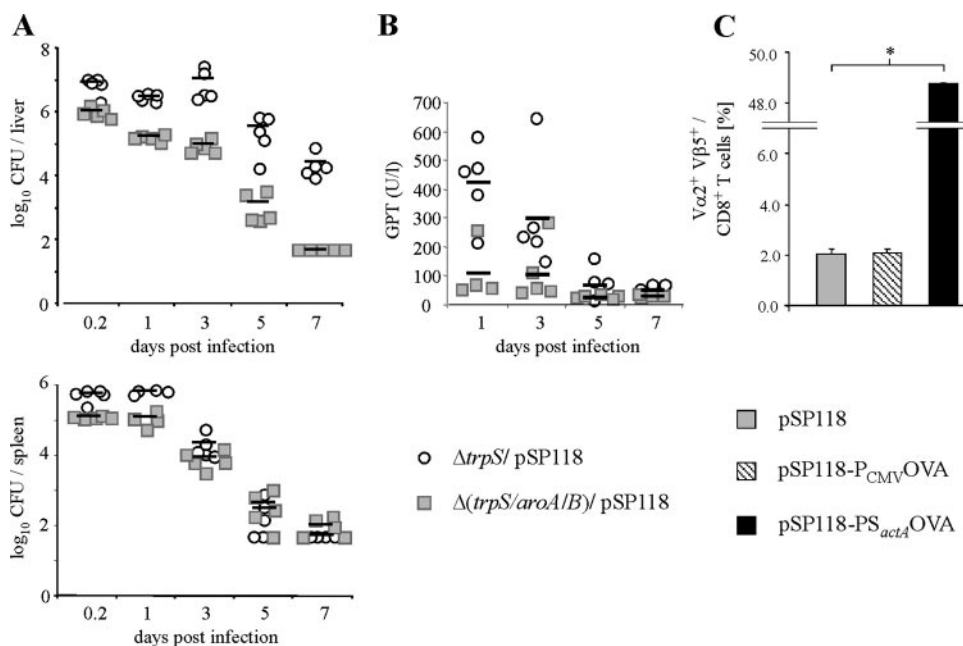 A
log₁₀ CFU / liver
8
6
4
2
0
0.2 1 3 5 7
days post infection
B
GPT (U/l)
700
600
500
400
300
200
100
0
1 3 5 7
days post infection
C
Vα2⁺ Vβ5⁺ /
CD8⁺ T cells [%]
50.0
48.0
6.0
4.0
2.0
0.0
*
log₁₀ CFU / spleen
6
4
2
0
0.2 1 3 5 7
days post infection
ΔtrpS/ pSP118
Δ(trpS/aroA/B)/ pSP118
pSP118
pSP118-P_CMVOVA
pSP118-PS_actAOVA